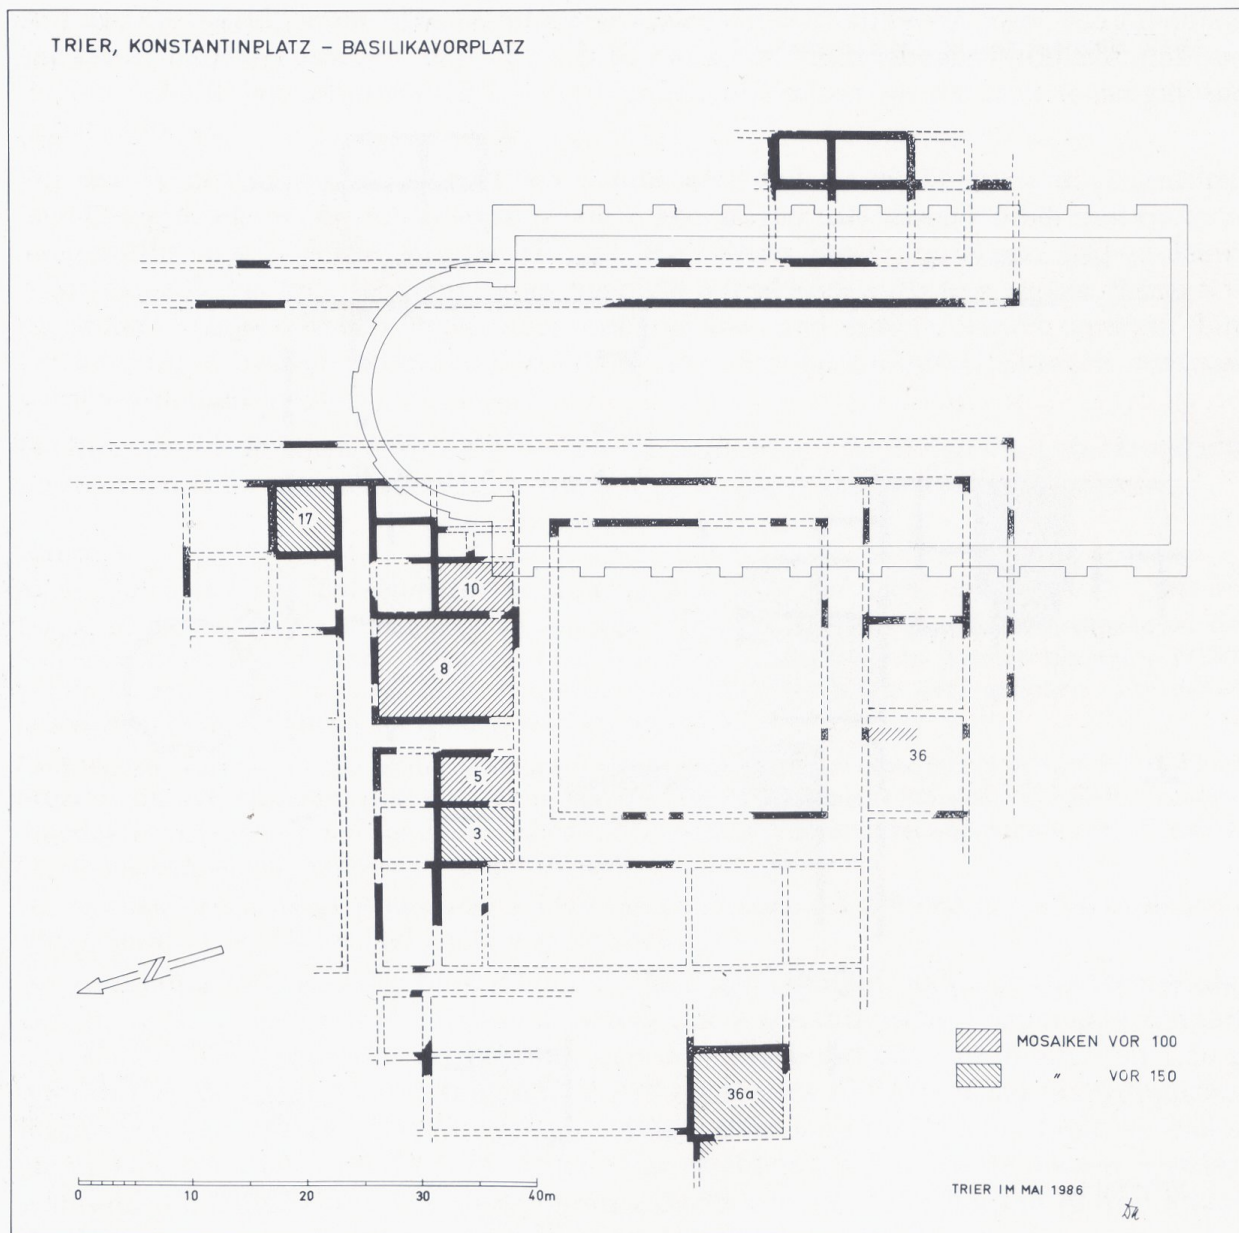 TRIER, KONSTANTINPLATZ – BASILIKAVORPLATZ
17
10
8
5
36
3
MOSAIKEN VOR 100
" VOR 150
36a
0 10 20 30 40m
TRIER IM MAI 1986